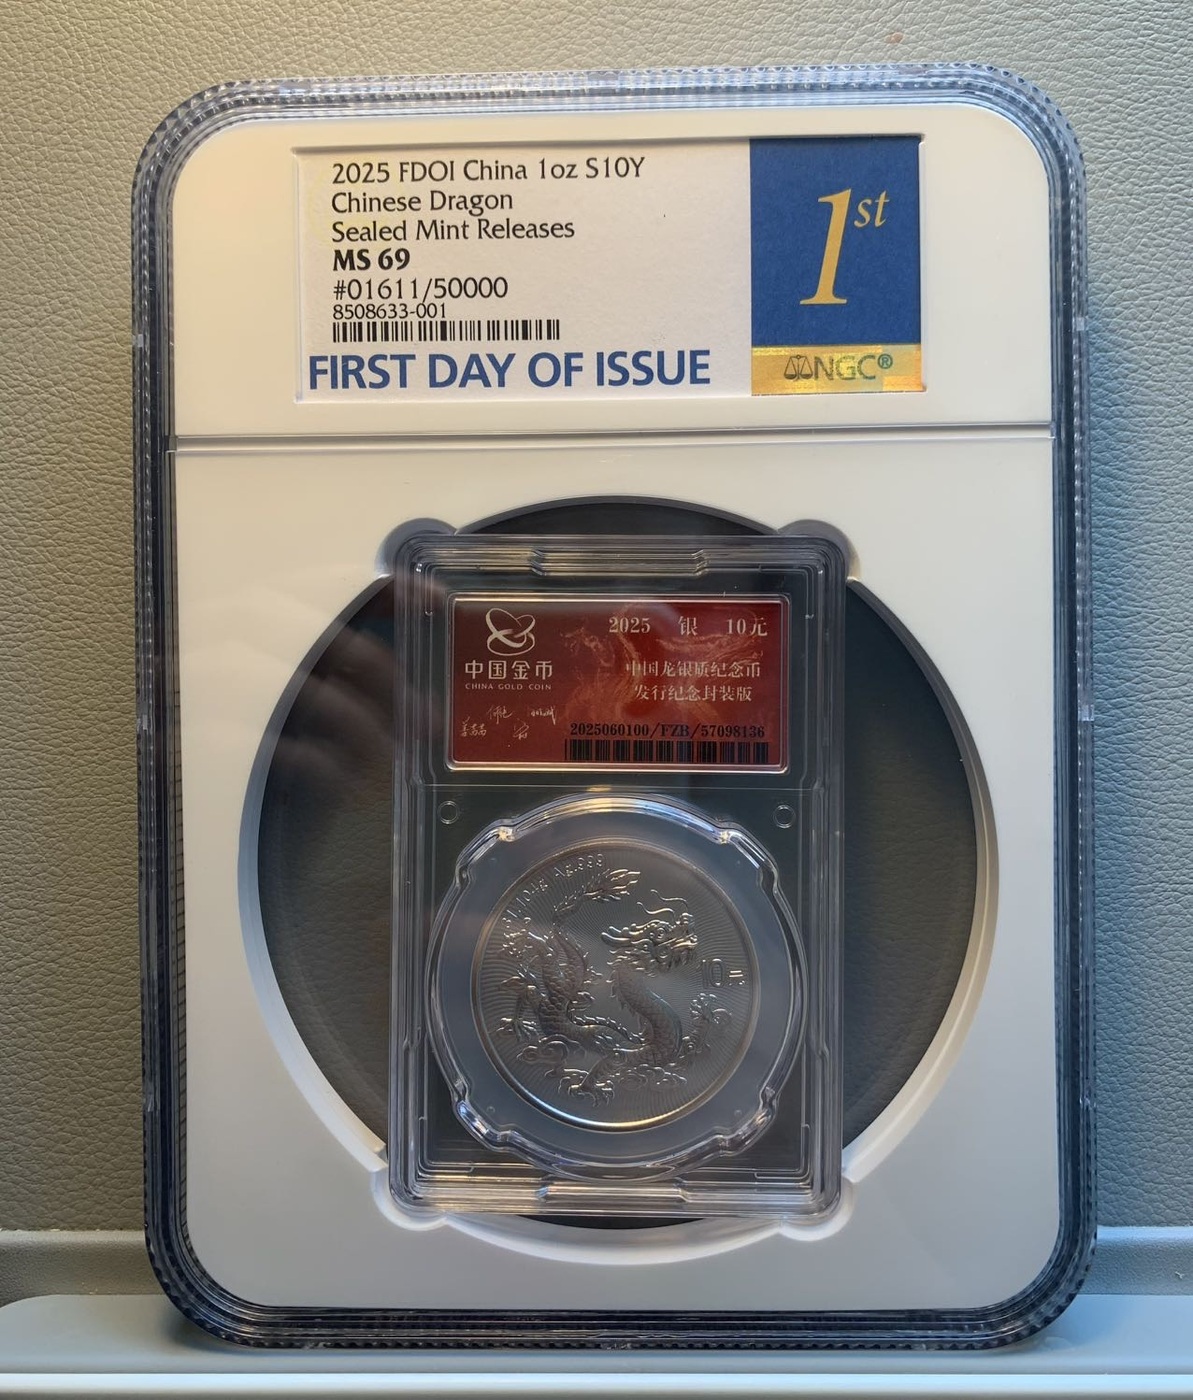 2025 FDOI China 1oz S10Y
Chinese Dragon
Sealed Mint Releases
MS 69
#01611/50000
8508633-001
FIRST DAY OF ISSUE
1st
NGC®
中国金币
CHINA GOLD COIN
2025 银 10元
中国龙银质纪念币
发行纪念封装版
2025060100/FZB/57098136
Ag.999
10元